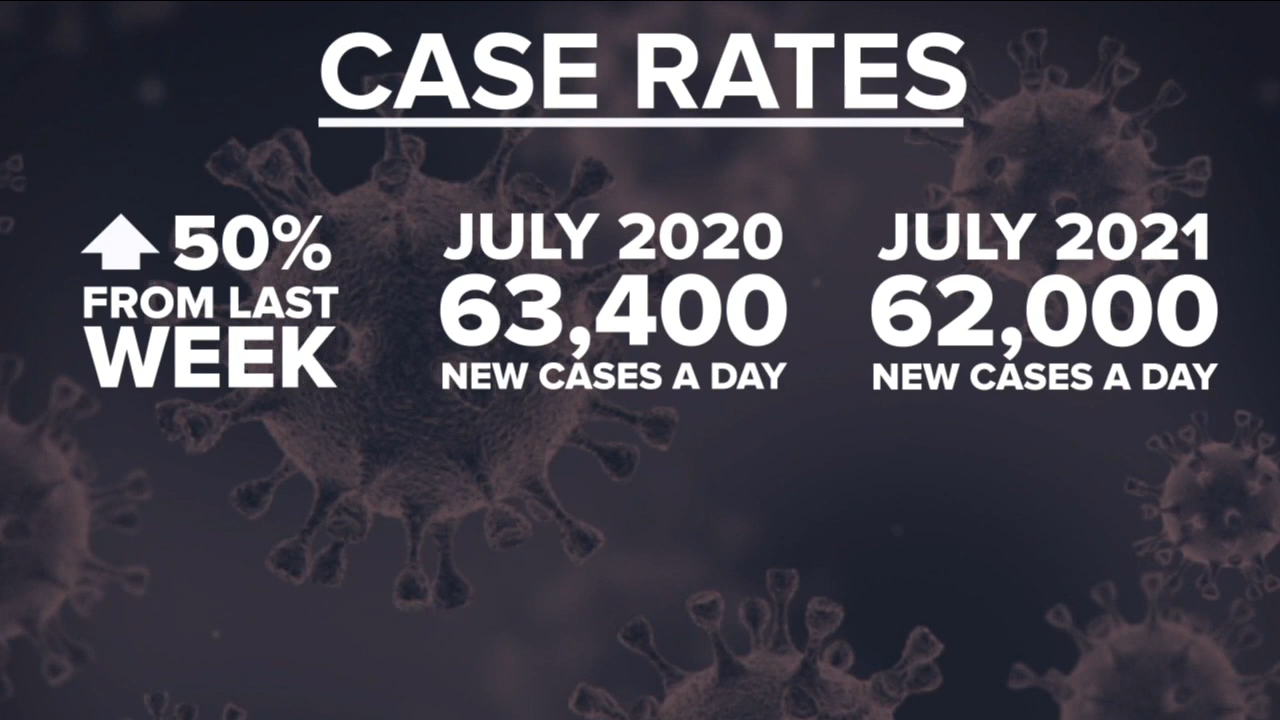 CASE RATES
50%
FROM LAST
WEEK
JULY 2020
63,400
NEW CASES A DAY
JULY 2021
62,000
NEW CASES A DAY